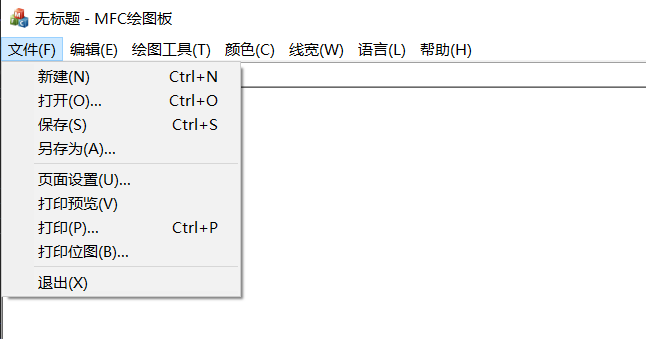 无标题 - MFC绘图板
文件(F) 编辑(E) 绘图工具(T) 颜色(C) 线宽(W) 语言(L) 帮助(H)
新建(N) Ctrl+N
打开(O)... Ctrl+O
保存(S) Ctrl+S
另存为(A)...
页面设置(U)...
打印预览(V)
打印(P)... Ctrl+P
打印位图(B)...
退出(X)